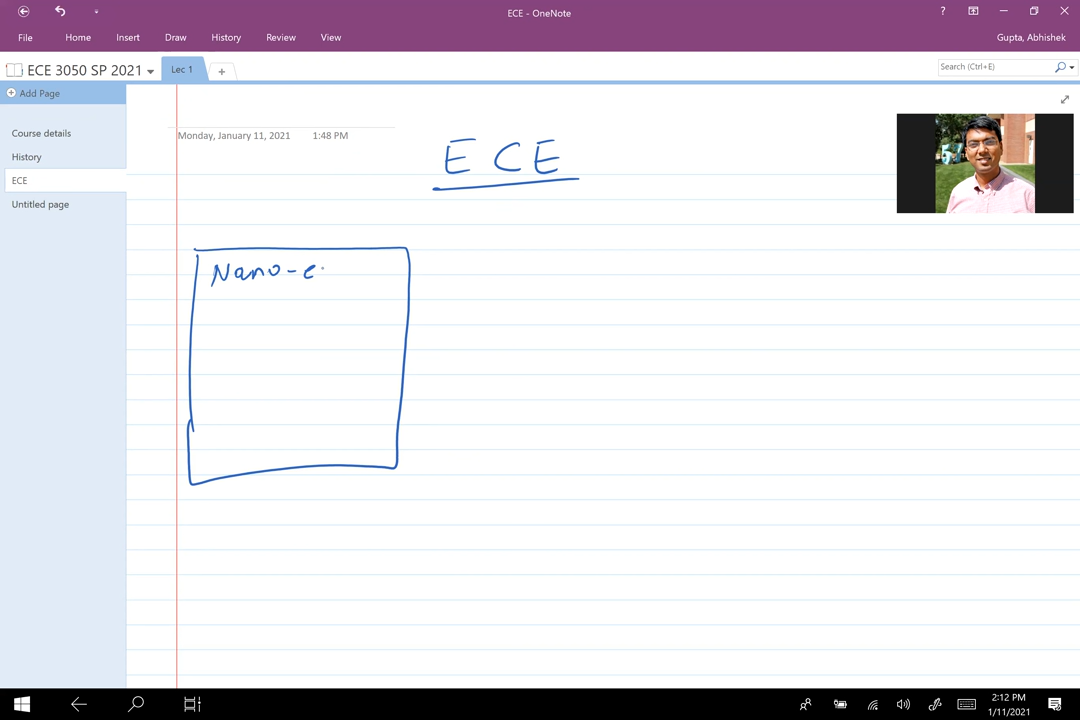 ECE - OneNote
?
File Home Insert Draw History Review View
Gupta, Abhishek
ECE 3050 SP 2021
Lec 1
+
Search (Ctrl+E)
Add Page
Course details
History
ECE
Untitled page
Monday, January 11, 2021 1:48 PM
ECE
Nano-e
2:12 PM
1/11/2021